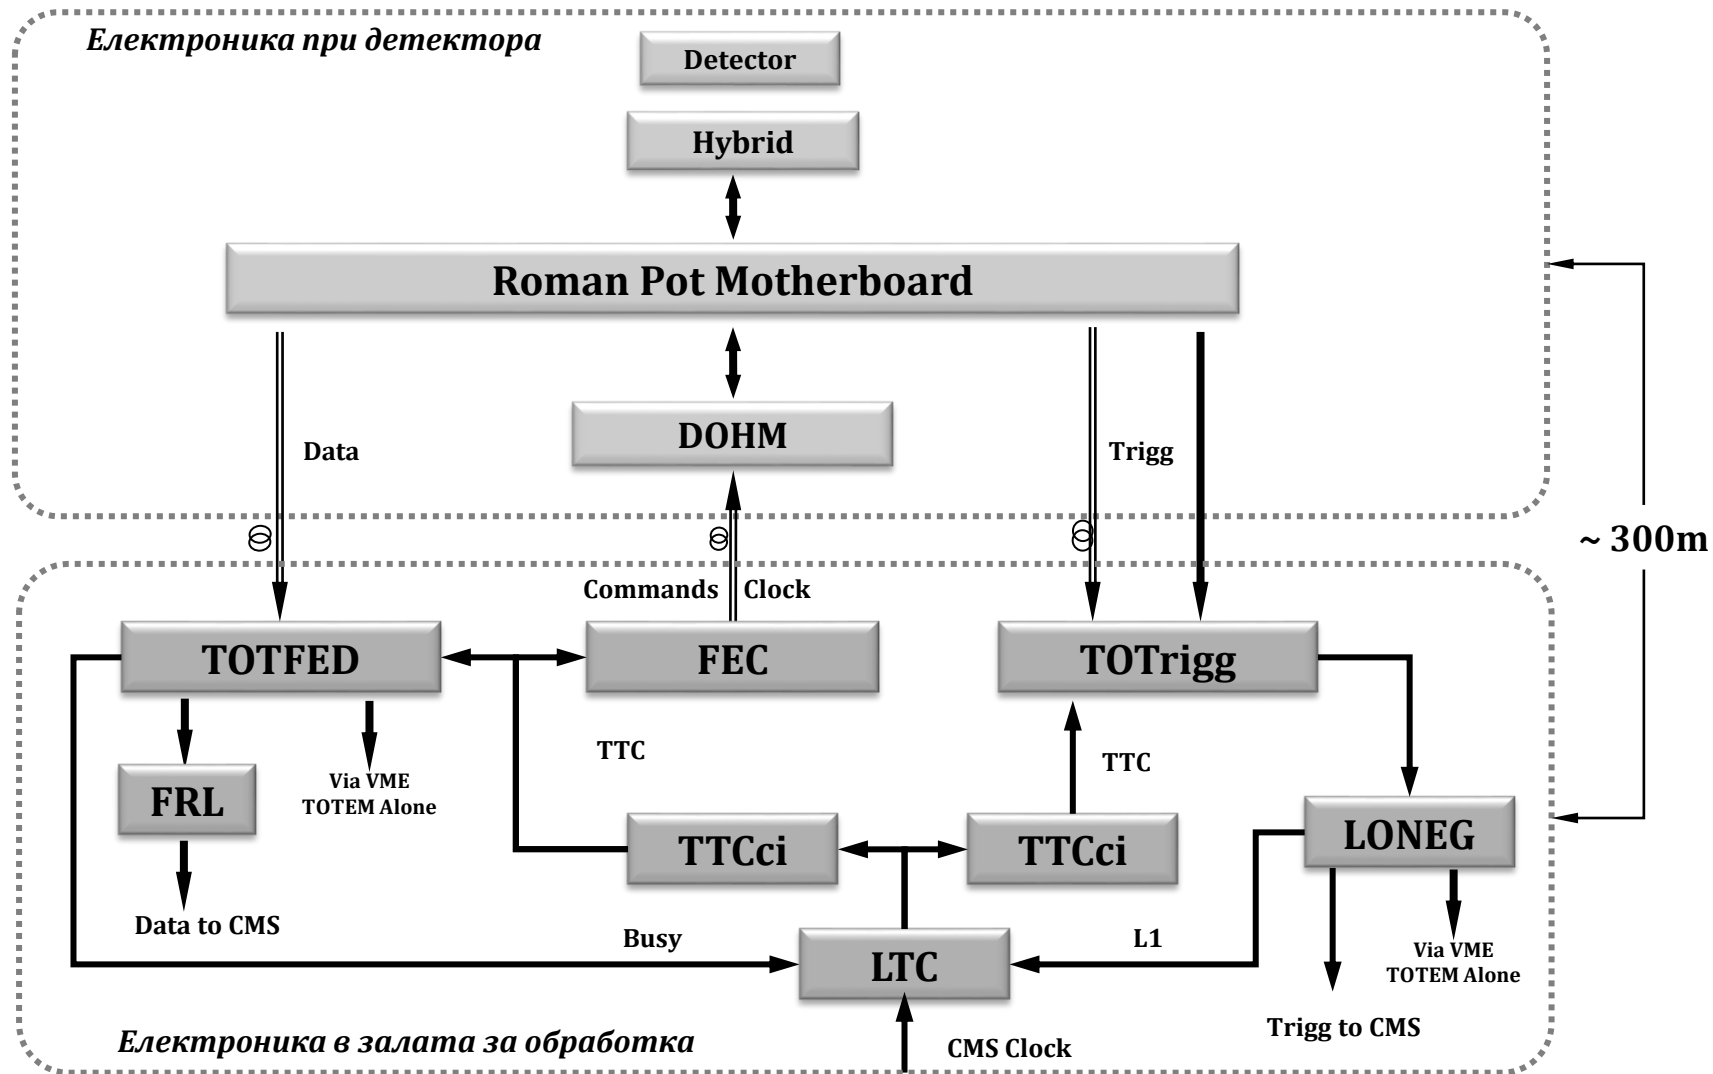 Електроника при детектора
Detector
Hybrid
Roman Pot Motherboard
DOHM
Data
Trigg
~ 300m
Commands
Clock
TOTFED
FEC
TOTrigg
TTC
TTC
Via VME
TOTEM Alone
FRL
TTCci
TTCci
LONEG
Data to CMS
Busy
L1
LTC
Via VME
TOTEM Alone
Trigg to CMS
Електроника в залата за обработка
CMS Clock